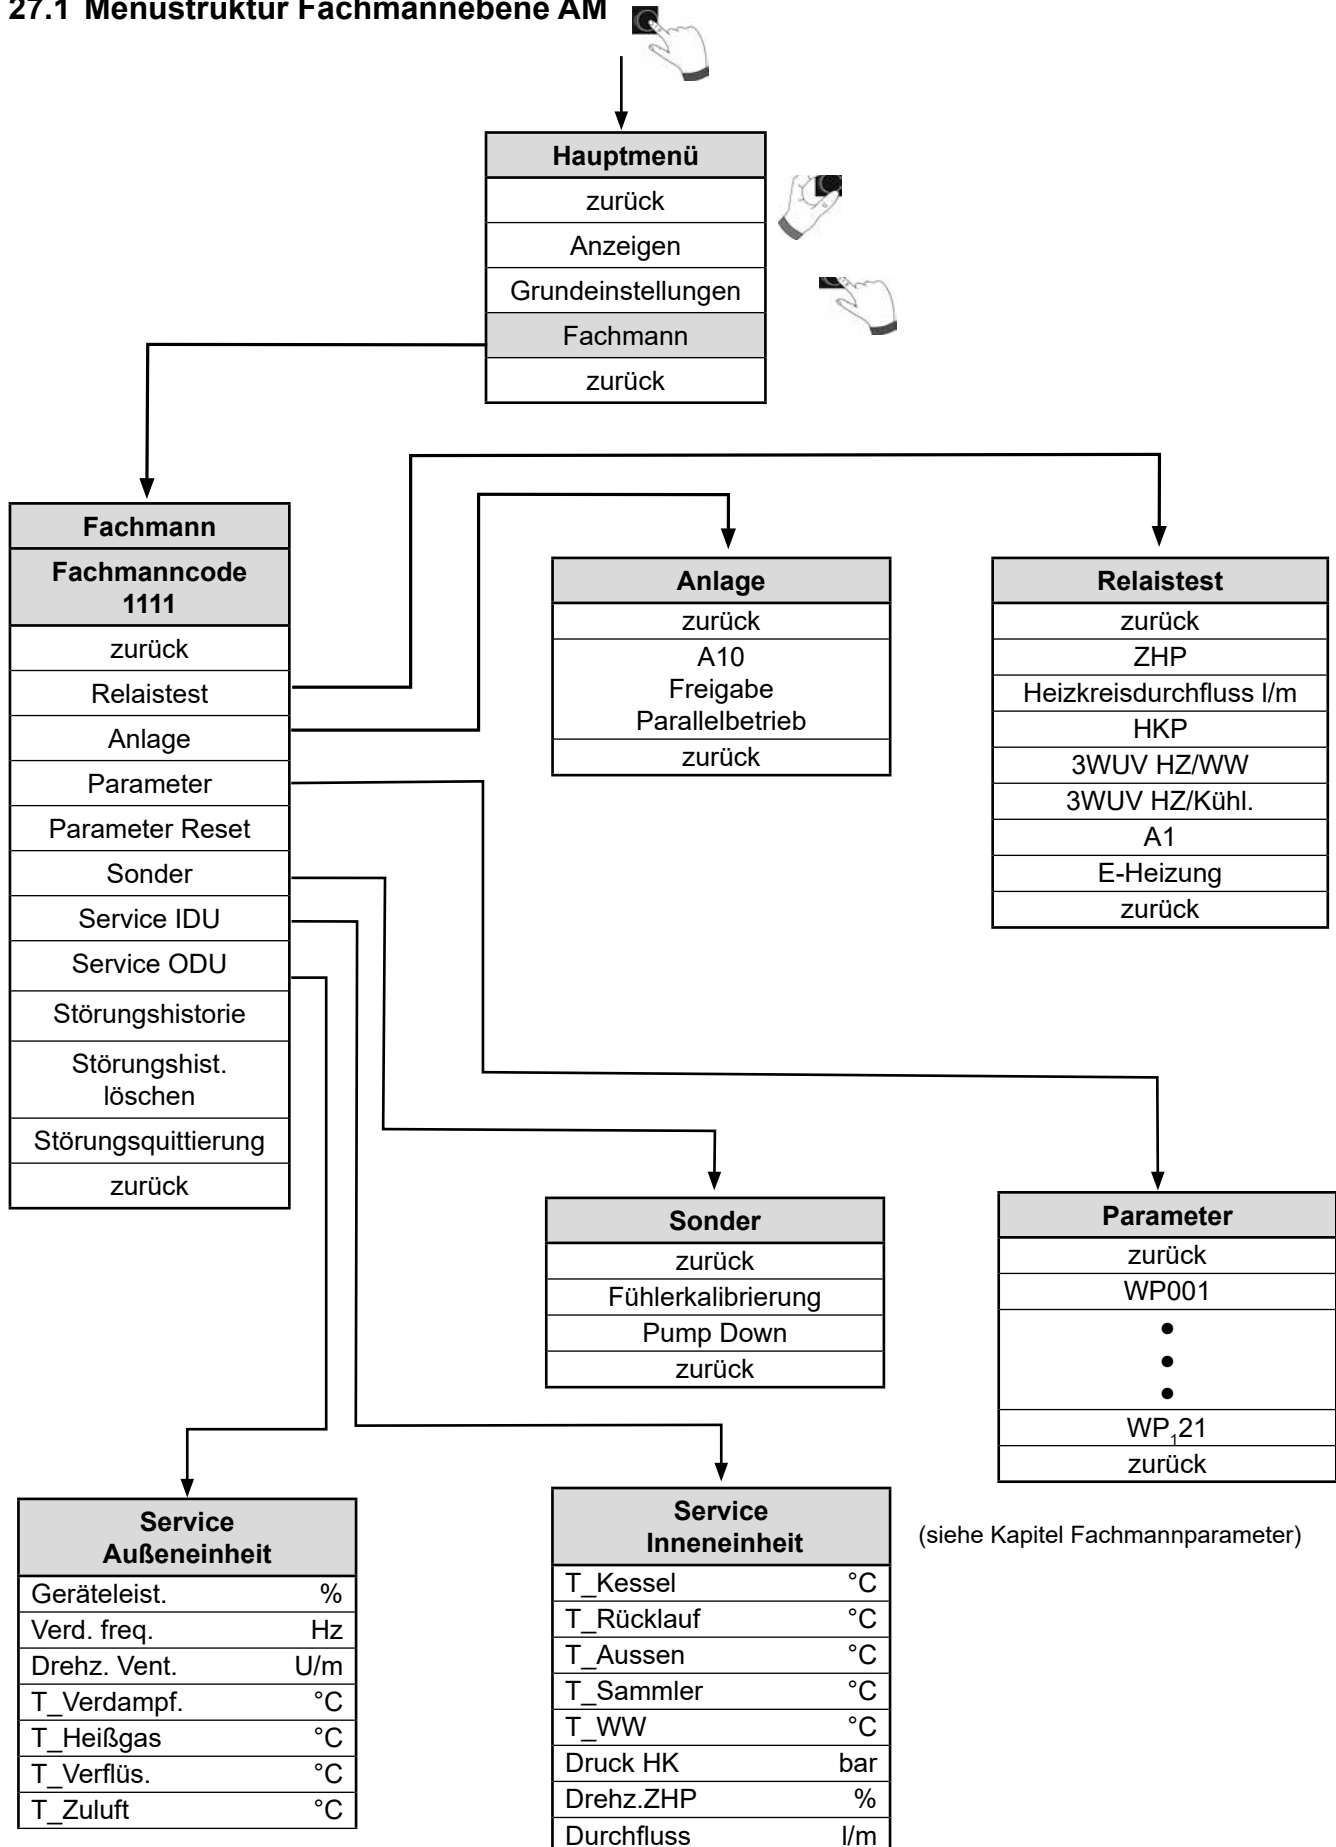 27.1 Menüstruktur Fachmannebene AM
Hauptmenü
zurück
Anzeigen
Grundeinstellungen
Fachmann
zurück
Fachmann
Fachmanncode
1111
zurück
Relaistest
Anlage
Parameter
Parameter Reset
Sonder
Service IDU
Service ODU
Störungshistorie
Störungshist.
löschen
Störungsquittierung
zurück
Anlage
zurück
A10
Freigabe
Parallelbetrieb
zurück
Relaistest
zurück
ZHP
Heizkreisdurchfluss l/m
HKP
3WUV HZ/WW
3WUV HZ/Kühl.
A1
E-Heizung
zurück
Sonder
zurück
Fühlerkalibrierung
Pump Down
zurück
Parameter
zurück
WP001
•
•
•
WP121
zurück
(siehe Kapitel Fachmannparameter)
Service
Außeneinheit
Geräteleist. %
Verd. freq. Hz
Drehz. Vent. U/m
T_Verdampf. °C
T_Heißgas °C
T_Verflüs. °C
T_Zuluft °C
Service
Inneneinheit
T_Kessel °C
T_Rücklauf °C
T_Aussen °C
T_Sammler °C
T_WW °C
Druck HK bar
Drehz.ZHP %
Durchfluss l/m